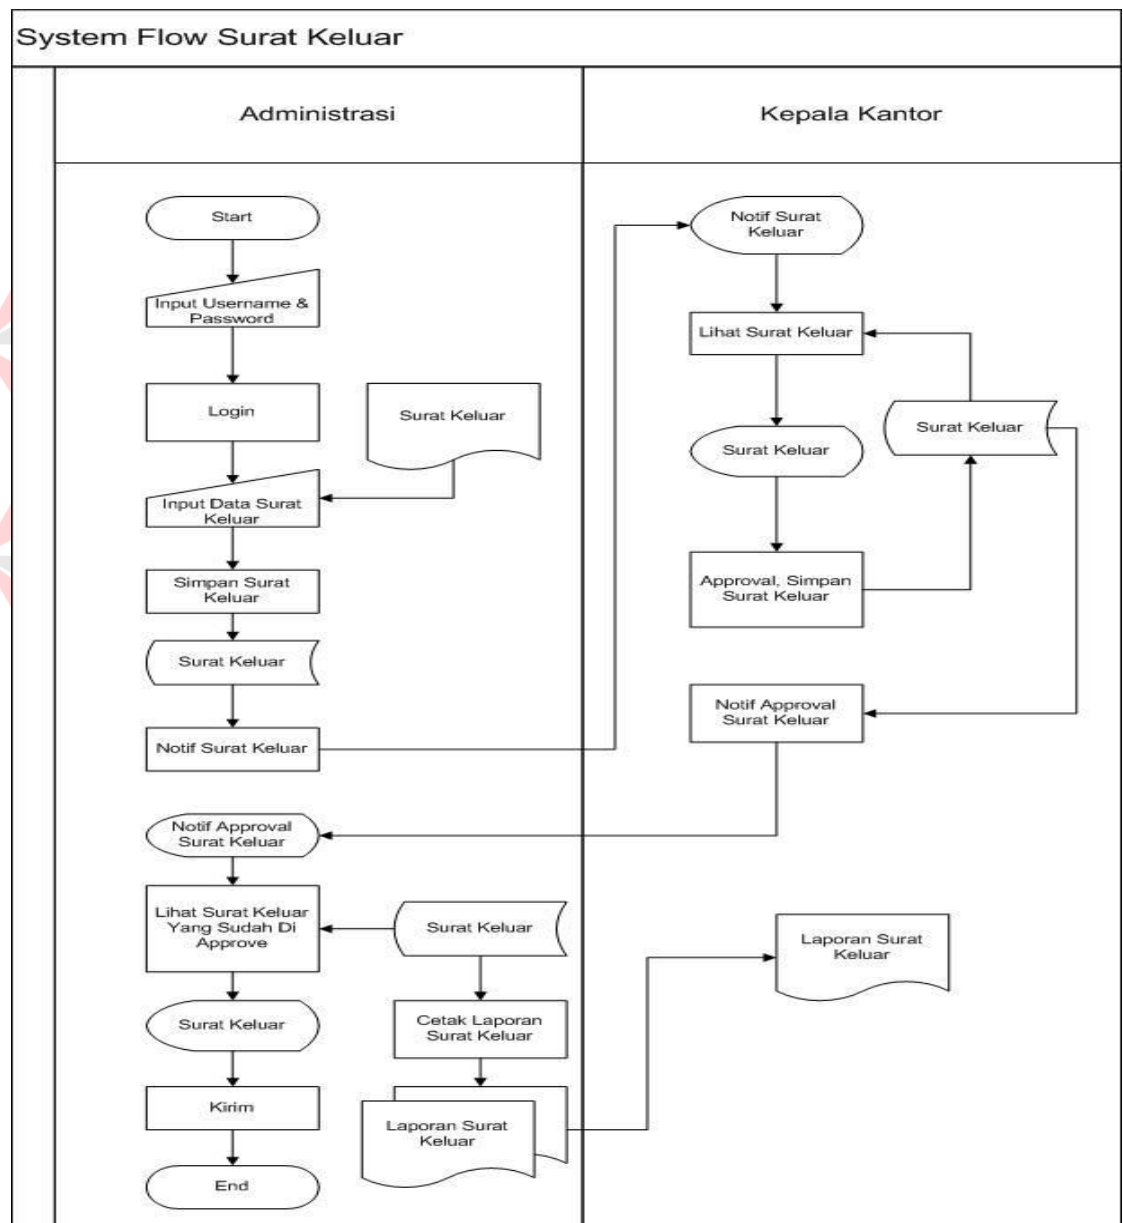 System Flow Surat Keluar
Administrasi
Kepala Kantor
Start
Input Username &
Password
Login
Surat Keluar
Input Data Surat
Keluar
Simpan Surat
Keluar
Surat Keluar
Notif Surat Keluar
Notif Surat
Keluar
Lihat Surat Keluar
Surat Keluar
Surat Keluar
Approval, Simpan
Surat Keluar
Notif Approval
Surat Keluar
Notif Approval
Surat Keluar
Lihat Surat Keluar
Yang Sudah Di
Approve
Surat Keluar
Surat Keluar
Cetak Laporan
Surat Keluar
Kirim
Laporan Surat
Keluar
End
Laporan Surat
Keluar